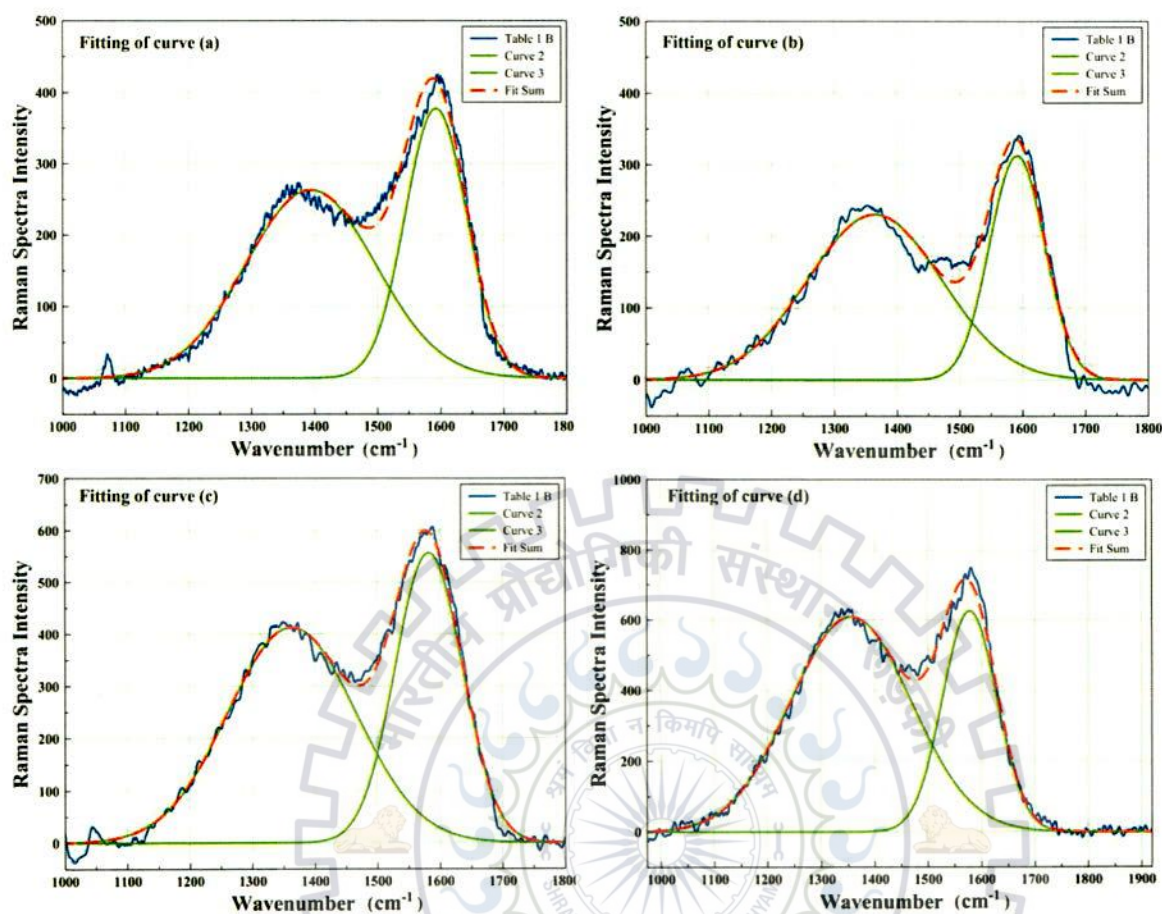 Fitting of curve (a)
Table 1 B
Curve 2
Curve 3
Fit Sum
500
400
300
200
100
0
Raman Spectra Intensity
1000 1100 1200 1300 1400 1500 1600 1700 180
Wavenumber (cm⁻¹)
Fitting of curve (b)
Table 1 B
Curve 2
Curve 3
Fit Sum
500
400
300
200
100
0
Raman Spectra Intensity
1000 1100 1200 1300 1400 1500 1600 1700 1800
Wavenumber (cm⁻¹)
Fitting of curve (c)
Table 1 B
Curve 2
Curve 3
Fit Sum
700
600
500
400
300
200
100
0
Raman Spectra Intensity
1000 1100 1200 1300 1400 1500 1600 1700 180
Wavenumber (cm⁻¹)
Fitting of curve (d)
Table 1 B
Curve 2
Curve 3
Fit Sum
1000
800
600
400
200
0
Raman Spectra Intensity
1000 1100 1200 1300 1400 1500 1600 1700 1800 1900
Wavenumber (cm⁻¹)
भारतीय प्रौद्योगिकी संस्थान
न किमपि